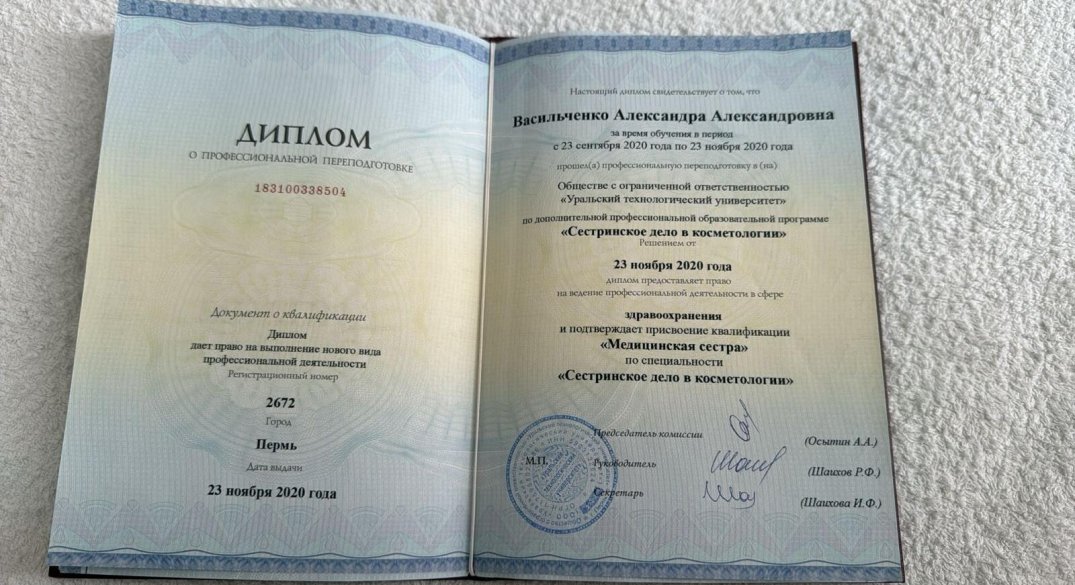 ДИПЛОМ
О ПРОФЕССИОНАЛЬНОЙ ПЕРЕПОДГОТОВКЕ
183100338504
Документ о квалификации
Диплом
дает право на выполнение нового вида
профессиональной деятельности
Регистрационный номер
2672
Город
Пермь
Дата выдачи
23 ноября 2020 года
Настоящий диплом свидетельствует о том, что
Васильченко Александра Александровна
за время обучения в период
с 23 сентября 2020 года по 23 ноября 2020 года
прошел(а) профессиональную переподготовку в (на)
Обществе с ограниченной ответственностью
«Уральский технологический университет»
по дополнительной профессиональной образовательной программе
«Сестринское дело в косметологии»
Решением от
23 ноября 2020 года
диплом предоставляет право
на ведение профессиональной деятельности в сфере
здравоохранения
и подтверждает присвоение квалификации
«Медицинская сестра»
по специальности
«Сестринское дело в косметологии»
Председатель комиссии
(Осытин А.А.)
М.П.
Руководитель
(Шаихов Р.Ф.)
Секретарь
(Шаихова И.Ф.)